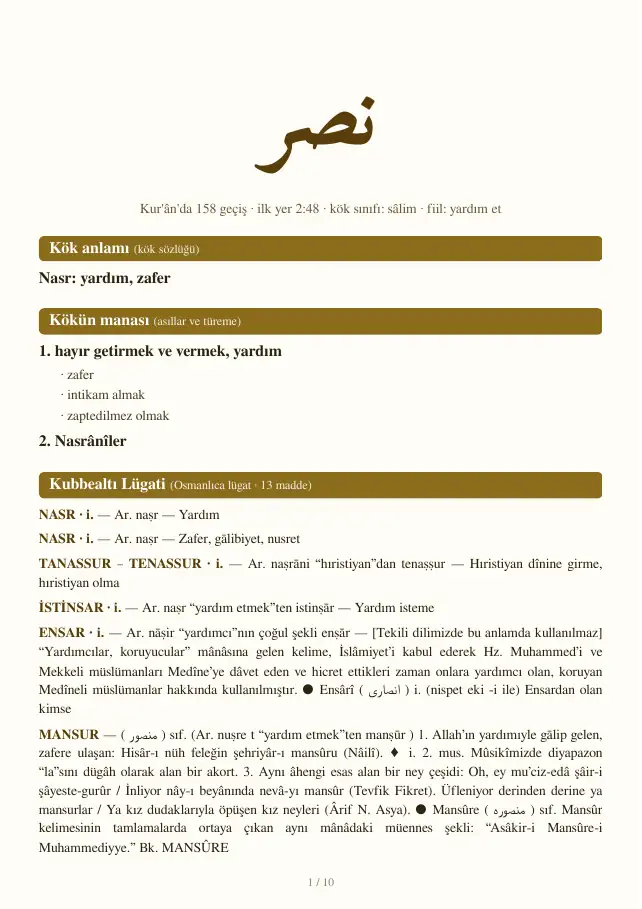 نصر
Kur'ân'da 158 geçiş · ilk yer 2:48 · kök sınıfı: sâlim · fiil: yardım et
Kök anlamı (kök sözlüğü)
Nasr: yardım, zafer
Kökün manası (asıllar ve türeme)
1. hayır getirmek ve vermek, yardım
· zafer
· intikam almak
· zaptedilmez olmak
2. Nasrânîler
Kubbealtı Lügati (Osmanlıca lügat · 13 madde)
NASR · i. — Ar. naṣr — Yardım
NASR · i. — Ar. naṣr — Zafer, gālibiyet, nusret
TANASSUR – TENASSUR · i. — Ar. naṣrāni “hıristiyan”dan tenaṣṣur — Hıristiyan dînine girme,
hıristiyan olma
İSTİNSAR · i. — Ar. naṣr “yardım etmek”ten istinṣār — Yardım isteme
ENSAR · i. — Ar. nāṣir “yardımcı”nın çoğul şekli enṣār — [Tekili dilimizde bu anlamda kullanılmaz]
“Yardımcılar, koruyucular” mânâsına gelen kelime, İslâmiyet’i kabul ederek Hz. Muhammed’i ve
Mekkeli müslümanları Medîne’ye dâvet eden ve hicret ettikleri zaman onlara yardımcı olan, koruyan
Medîneli müslümanlar hakkında kullanılmıştır. ● Ensârî ( انصارى ) i. (nispet eki -i ile) Ensardan olan
kimse
MANSUR — ( منصور ) sıf. (Ar. nuṣre t “yardım etmek”ten manṣūr ) 1. Allah’ın yardımıyle gālip gelen,
zafere ulaşan: Hisâr-ı nüh feleğin şehriyâr-ı mansûru (Nâilî). ♦ i. 2. mus. Mûsikîmizde diyapazon
“la”sını dügâh olarak alan bir akort. 3. Aynı âhengi esas alan bir ney çeşidi: Oh, ey mu’ciz-edâ şâir-i
şâyeste-gurûr / İnliyor nây-ı beyânında nevâ-yı mansûr (Tevfik Fikret). Üfleniyor derinden derine ya
mansurlar / Ya kız dudaklarıyla öpüşen kız neyleri (Ârif N. Asya). ● Mansûre ( منصوره ) sıf. Mansûr
kelimesinin tamlamalarda ortaya çıkan aynı mânâdaki müennes şekli: “Asâkir-i Mansûre-i
Muhammediyye.” Bk. MANSÛRE
1 / 10